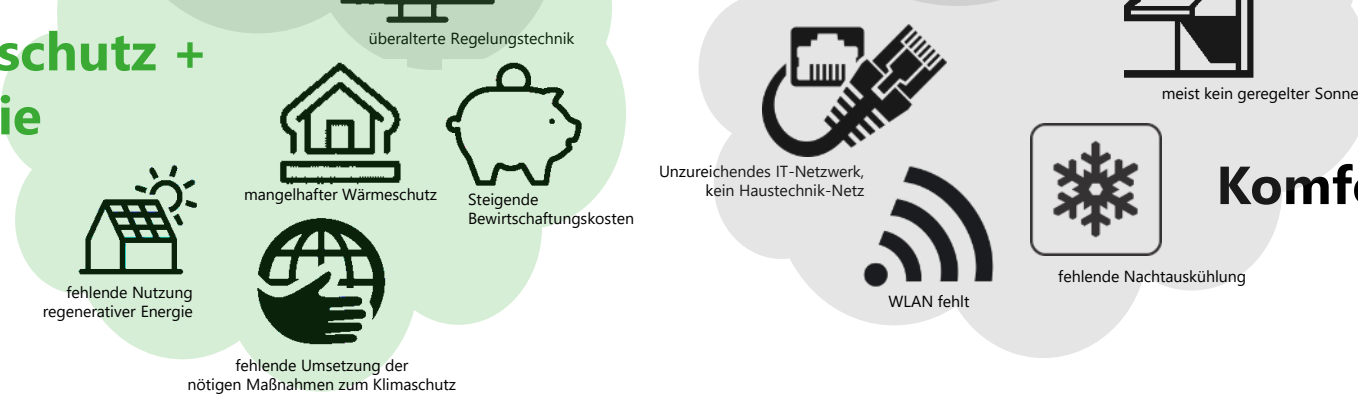 schutz +
ie
überalterte Regelungstechnik
mangelhafter Wärmeschutz
Steigende
Bewirtschaftungskosten
fehlende Nutzung
regenerativer Energie
fehlende Umsetzung der
nötigen Maßnahmen zum Klimaschutz
Unzureichendes IT-Netzwerk,
kein Haustechnik-Netz
WLAN fehlt
meist kein geregelter Sonne
fehlende Nachtauskühlung
Komfo